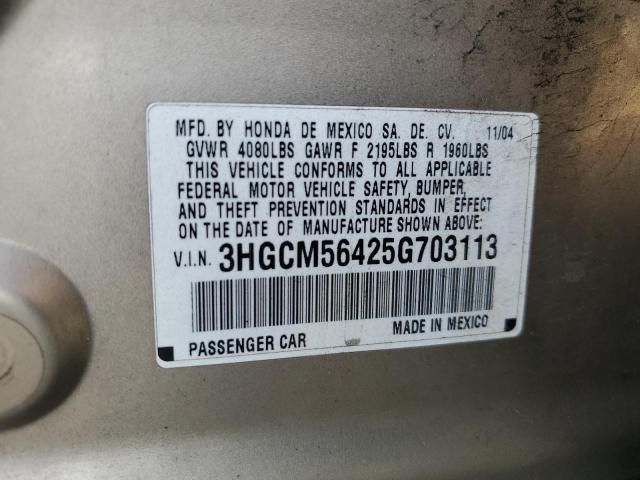 MFD. BY HONDA DE MEXICO SA. DE. CV. 11/04
GVWR 4080LBS GAWR F 2195LBS R 1960LBS
THIS VEHICLE CONFORMS TO ALL APPLICABLE
FEDERAL MOTOR VEHICLE SAFETY, BUMPER,
AND THEFT PREVENTION STANDARDS IN EFFECT
ON THE DATE OF MANUFACTURE SHOWN ABOVE:
V.I.N. 3HGCM56425G703113
PASSENGER CAR MADE IN MEXICO